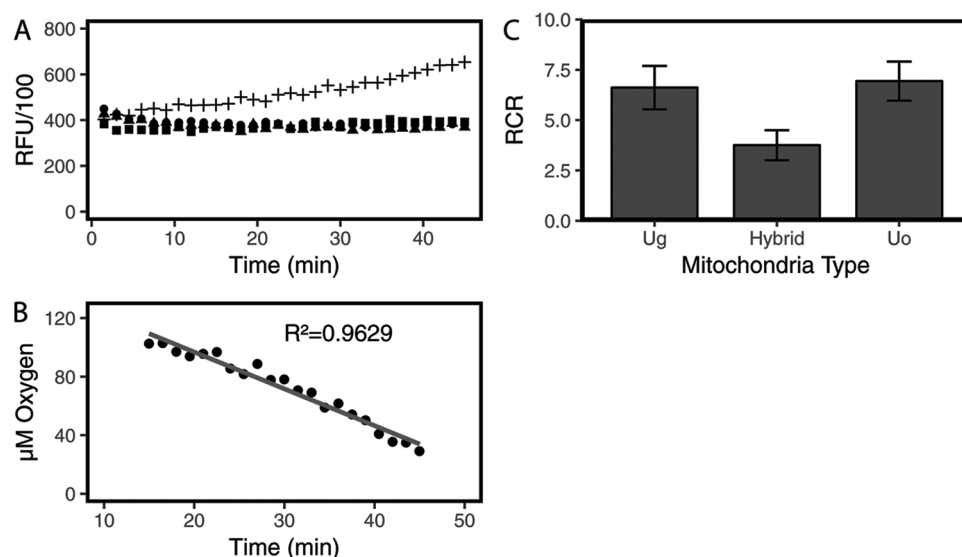 A
RFU/100
800
600
400
200
0
0
10
20
30
40
Time (min)
B
R²=0.9629
µM Oxygen
120
80
40
0
10
20
30
40
50
Time (min)
C
RCR
10.0
7.5
5.0
2.5
0.0
Ug
Hybrid
Uo
Mitochondria Type